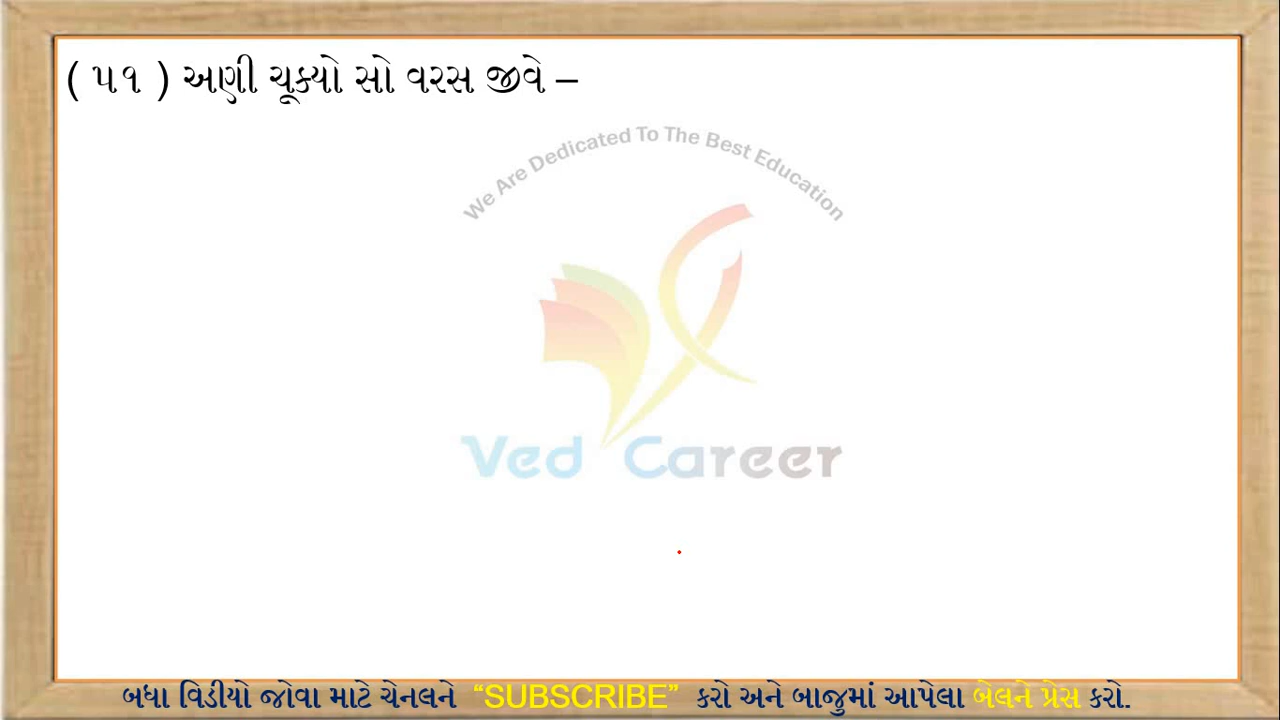 ( ૫૧ ) અણી ચૂક્યો સો વરસ જીવે –
We Are Dedicated To The Best Education
Ved Career
બધા વિડીયો જોવા માટે ચેનલને “SUBSCRIBE” કરો અને બાજુમાં આપેલા બેલને પ્રેસ કરો.